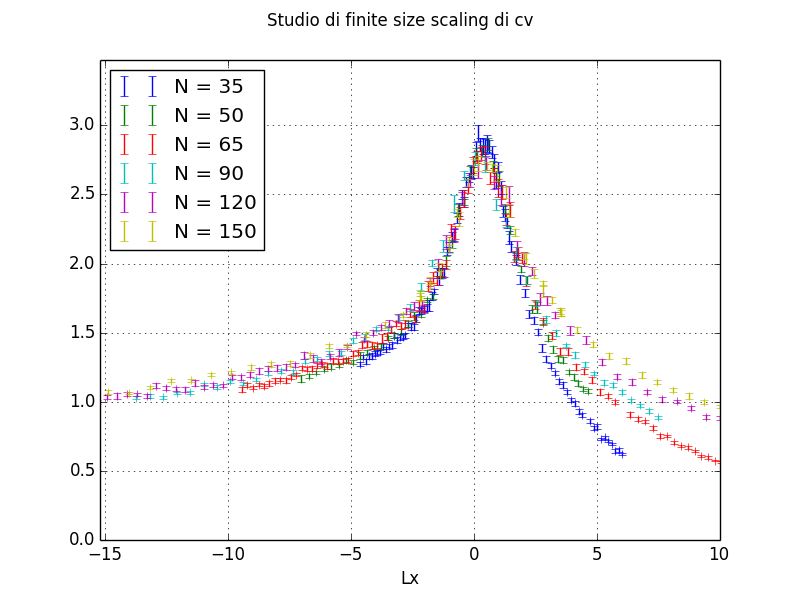 Studio di finite size scaling di cv
N = 35
N = 50
N = 65
N = 90
N = 120
N = 150
3.0
2.5
2.0
1.5
1.0
0.5
0.0
−15 −10 −5 0 5 10
Lx